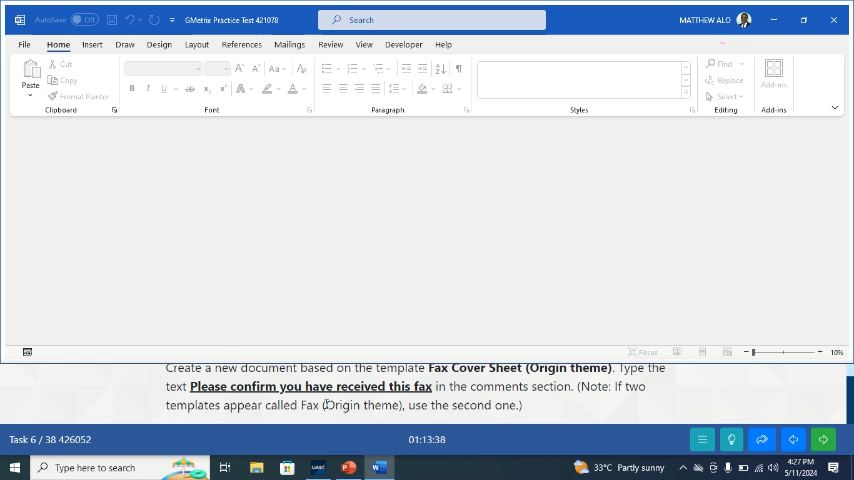 AutoSave Off GMetrix Practice Test 421078 Search MATTHEW ALO
File Home Insert Draw Design Layout References Mailings Review View Developer Help
Paste Cut Copy Format Painter
Clipboard
B I U ab x₂ x² A A
A A Aa A
Font
Paragraph
Styles
Find Replace Select
Editing
Add-ins
Add-ins
Focus 10%
Create a new document based on the template Fax Cover Sheet (Origin theme). Type the
text Please confirm you have received this fax in the comments section. (Note: If two
templates appear called Fax (Origin theme), use the second one.)
Task 6 / 38 426052 01:13:38
Type here to search 33°C Partly sunny 4:27 PM
5/11/2024